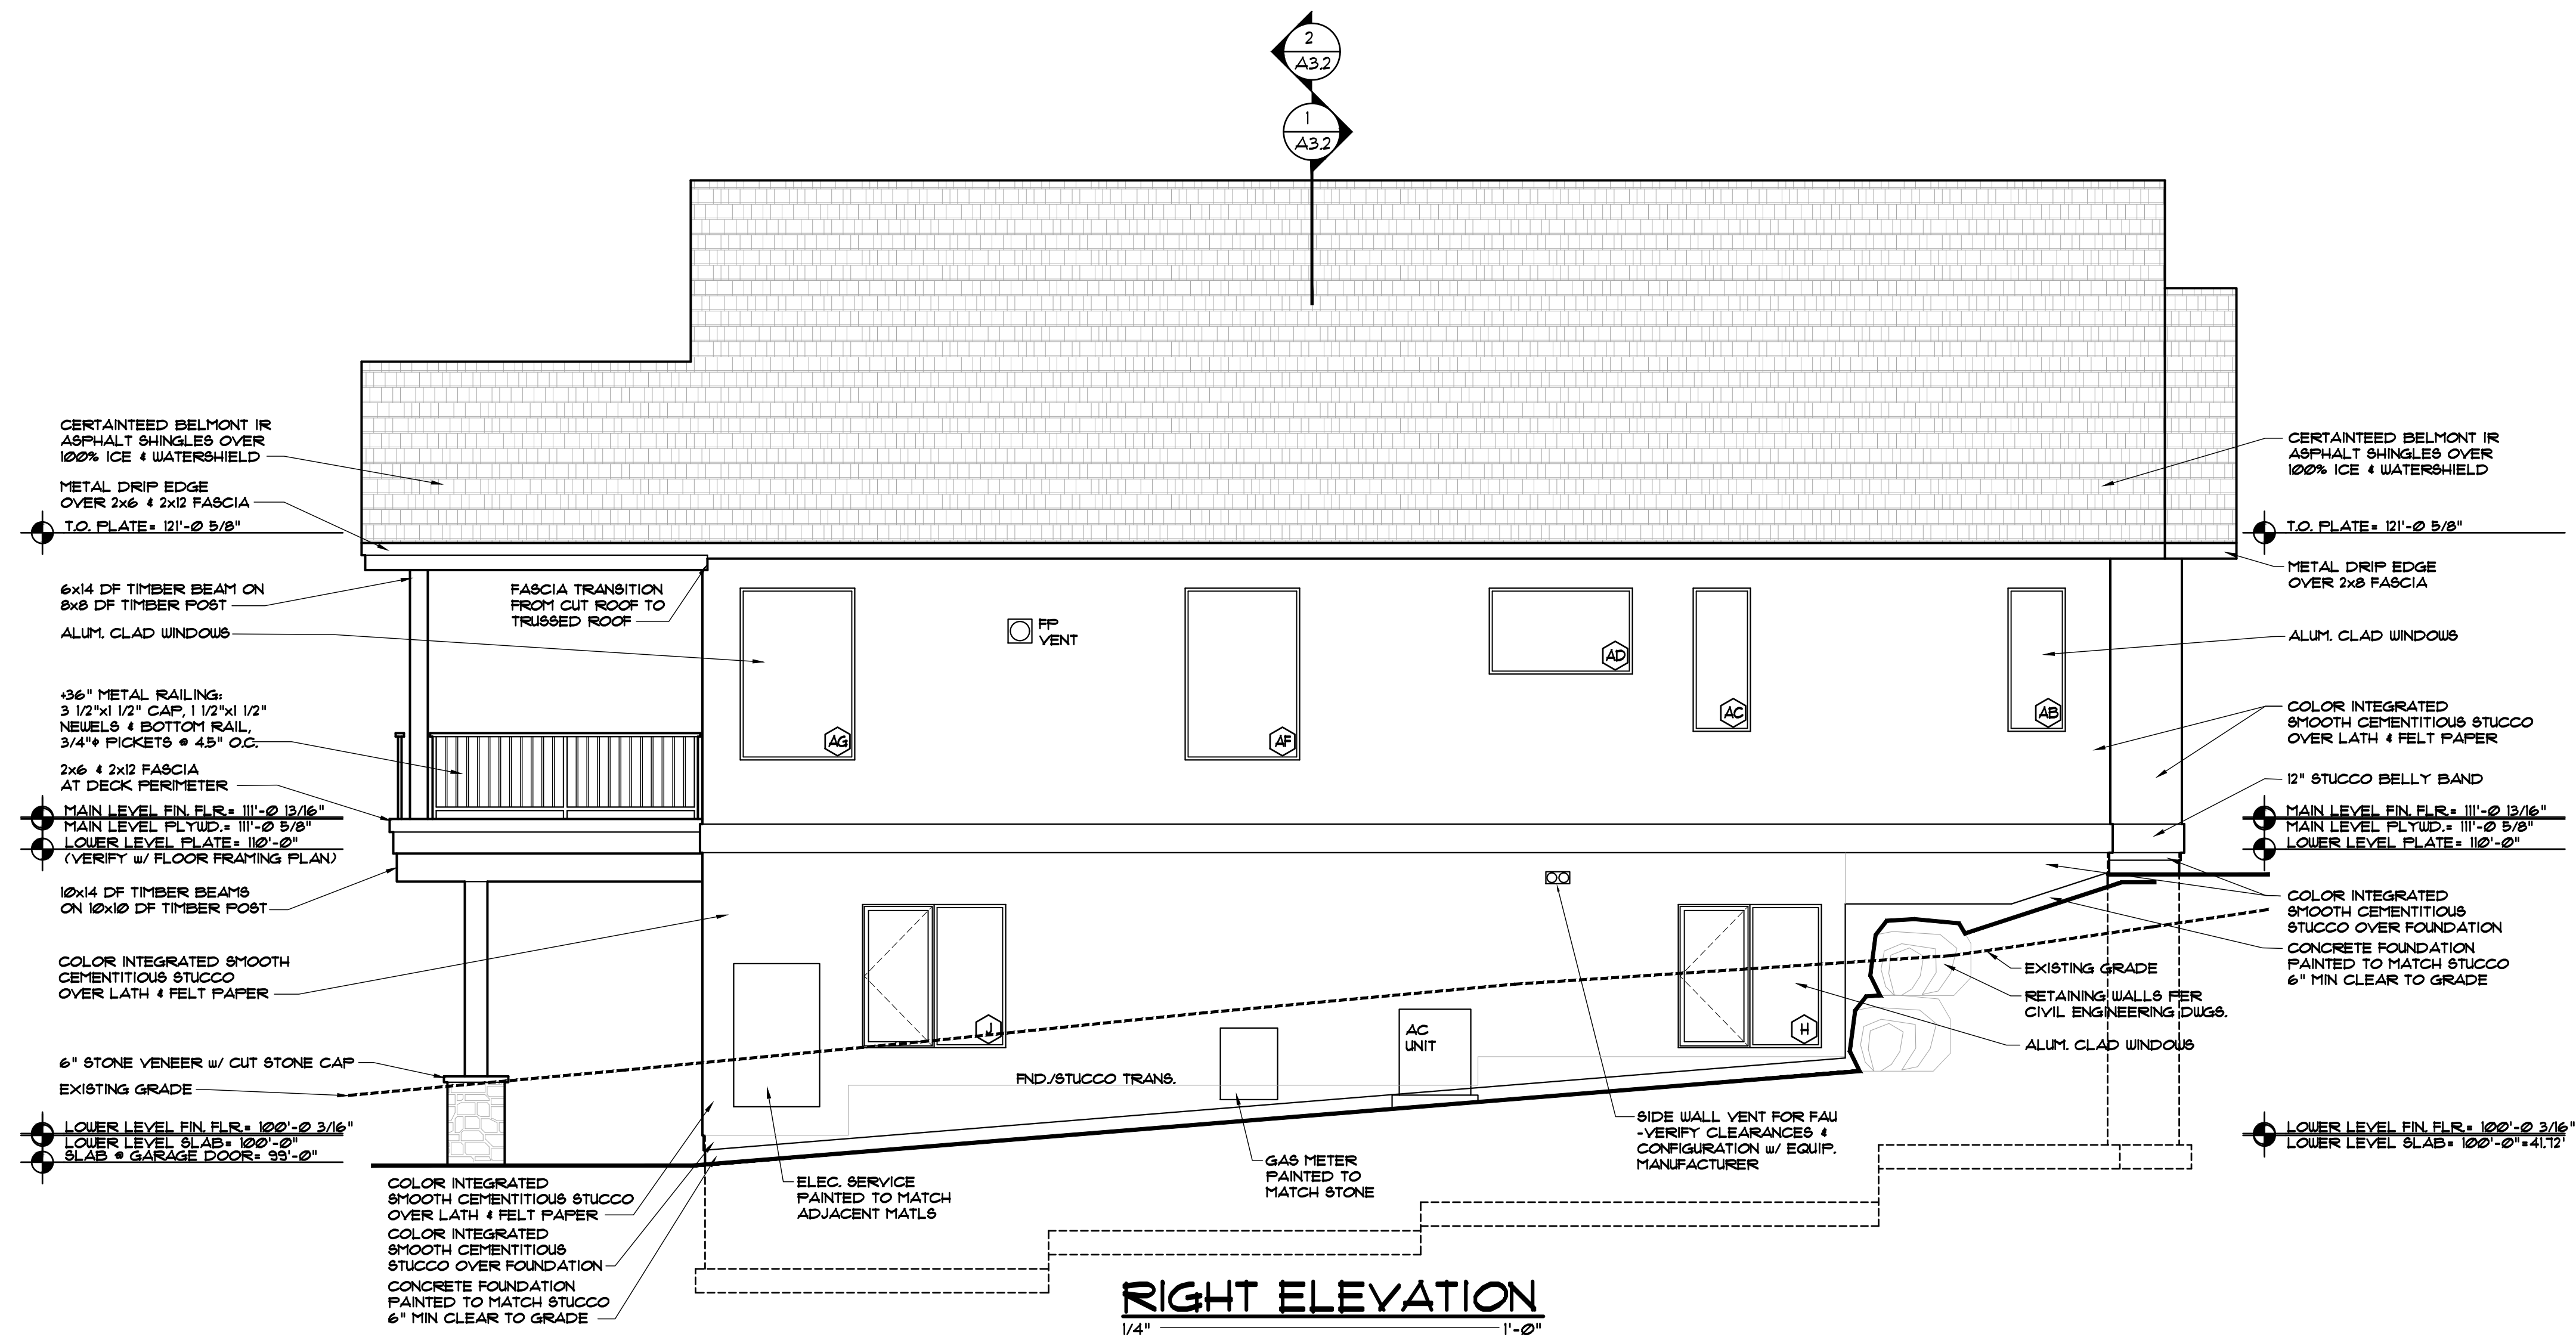 2
A3.2
1
A3.2
CERTAINTEED BELMONT IR
ASPHALT SHINGLES OVER
100% ICE & WATERSHIELD
METAL DRIP EDGE
OVER 2x6 & 2x12 FASCIA
T.O. PLATE= 121'-0 5/8"
6x14 DF TIMBER BEAM ON
8x8 DF TIMBER POST
ALUM. CLAD WINDOWS
+36" METAL RAILING:
3 1/2"x1 1/2" CAP, 1 1/2"x1 1/2"
NEWELS & BOTTOM RAIL,
3/4"ϕ PICKETS @ 4.5" O.C.
2x6 & 2x12 FASCIA
AT DECK PERIMETER
MAIN LEVEL FIN. FLR.= 111'-0 13/16"
MAIN LEVEL PLYWD.= 111'-0 5/8"
LOWER LEVEL PLATE= 110'-0"
(VERIFY w/ FLOOR FRAMING PLAN)
10x14 DF TIMBER BEAMS
ON 10x10 DF TIMBER POST
COLOR INTEGRATED SMOOTH
CEMENTITIOUS STUCCO
OVER LATH & FELT PAPER
6" STONE VENEER w/ CUT STONE CAP
EXISTING GRADE
LOWER LEVEL FIN. FLR.= 100'-0 3/16"
LOWER LEVEL SLAB= 100'-0"
SLAB @ GARAGE DOOR= 99'-0"
FASCIA TRANSITION
FROM CUT ROOF TO
TRUSSED ROOF
FP
VENT
AG
AF
AD
AC
AB
J
H
AC
UNIT
FND./STUCCO TRANS.
COLOR INTEGRATED
SMOOTH CEMENTITIOUS STUCCO
OVER LATH & FELT PAPER
COLOR INTEGRATED
SMOOTH CEMENTITIOUS
STUCCO OVER FOUNDATION
CONCRETE FOUNDATION
PAINTED TO MATCH STUCCO
6" MIN CLEAR TO GRADE
ELEC. SERVICE
PAINTED TO MATCH
ADJACENT MATLS
GAS METER
PAINTED TO
MATCH STONE
SIDE WALL VENT FOR FAU
-VERIFY CLEARANCES &
CONFIGURATION w/ EQUIP.
MANUFACTURER
EXISTING GRADE
RETAINING WALLS PER
CIVIL ENGINEERING DWGS.
ALUM. CLAD WINDOWS
CERTAINTEED BELMONT IR
ASPHALT SHINGLES OVER
100% ICE & WATERSHIELD
T.O. PLATE= 121'-0 5/8"
METAL DRIP EDGE
OVER 2x8 FASCIA
ALUM. CLAD WINDOWS
COLOR INTEGRATED
SMOOTH CEMENTITIOUS STUCCO
OVER LATH & FELT PAPER
12" STUCCO BELLY BAND
MAIN LEVEL FIN. FLR.= 111'-0 13/16"
MAIN LEVEL PLYWD.= 111'-0 5/8"
LOWER LEVEL PLATE= 110'-0"
COLOR INTEGRATED
SMOOTH CEMENTITIOUS
STUCCO OVER FOUNDATION
CONCRETE FOUNDATION
PAINTED TO MATCH STUCCO
6" MIN CLEAR TO GRADE
LOWER LEVEL FIN. FLR.= 100'-0 3/16"
LOWER LEVEL SLAB= 100'-0"=41.72'
RIGHT ELEVATION
1/4" 1'-0"